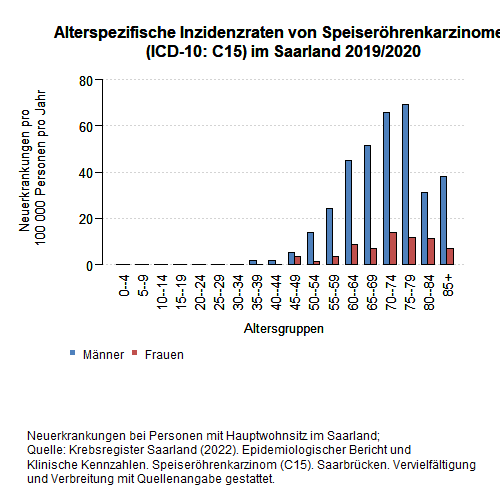 Alterspezifische Inzidenzraten von Speiseröhrenkarzinome
(ICD-10: C15) im Saarland 2019/2020
Neuerkrankungen pro
100 000 Personen pro Jahr
80
60
40
20
0
0--4
5--9
10--14
15--19
20--24
25--29
30--34
35--39
40--44
45--49
50--54
55--59
60--64
65--69
70--74
75--79
80--84
85+
Altersgruppen
Männer Frauen
Neuerkrankungen bei Personen mit Hauptwohnsitz im Saarland;
Quelle: Krebsregister Saarland (2022). Epidemiologischer Bericht und
Klinische Kennzahlen. Speiseröhrenkarzinom (C15). Saarbrücken. Vervielfältigung
und Verbreitung mit Quellenangabe gestattet.